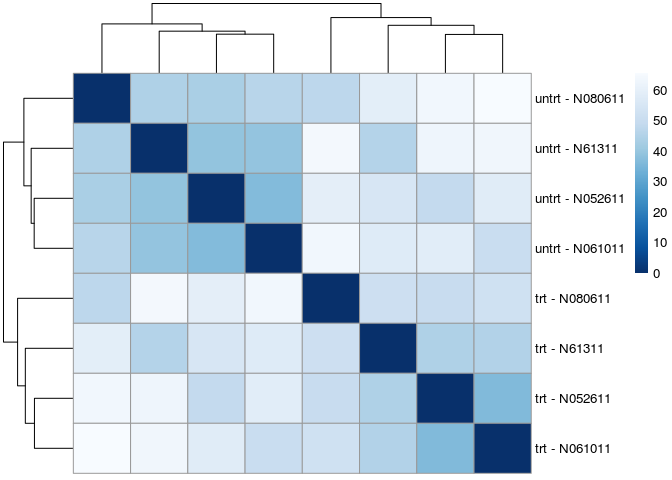 untrt - N080611
untrt - N61311
untrt - N052611
untrt - N061011
trt - N080611
trt - N61311
trt - N052611
trt - N061011
60
50
40
30
20
10
0